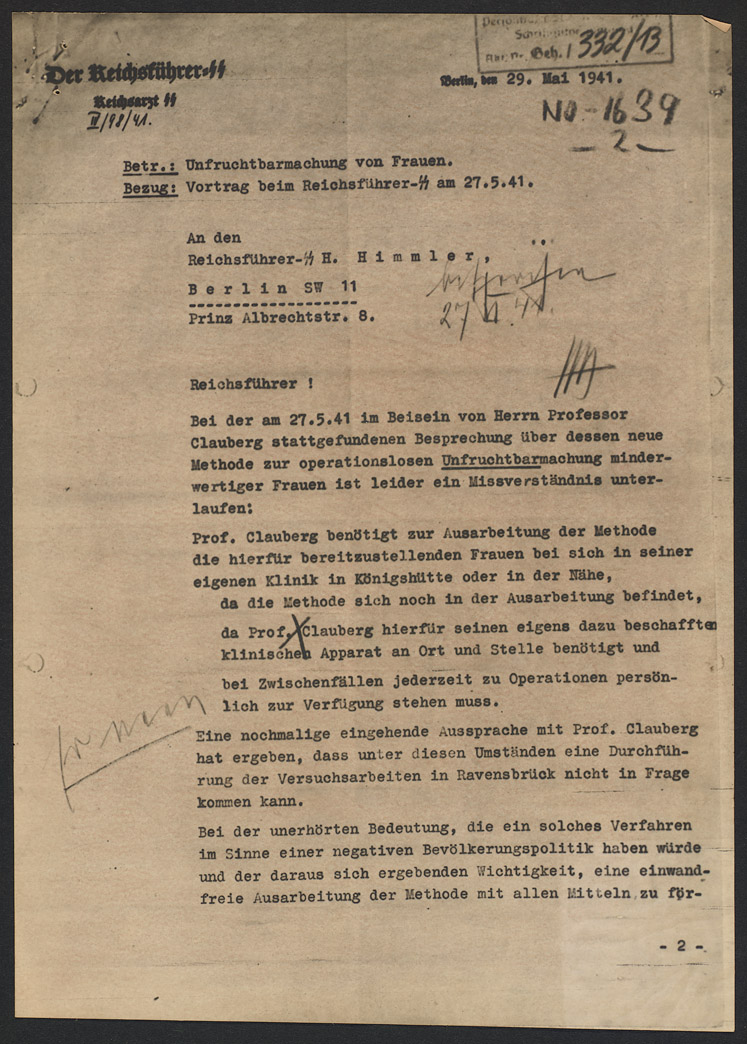 Geh. / 332/13
Der Reichsführer-SS
Reichsarzt SS
IV/98/41.
Berlin, den 29. Mai 1941.
NO-1639
- 2 -
Betr.: Unfruchtbarmachung von Frauen.
Bezug: Vortrag beim Reichsführer-SS am 27.5.41.
An den
Reichsführer-SS H. H i m m l e r ,
B e r l i n SW 11
Prinz Albrechtstr. 8.
Reichsführer !
Bei der am 27.5.41 im Beisein von Herrn Professor
Clauberg stattgefundenen Besprechung über dessen neue
Methode zur operationslosen Unfruchtbarmachung minder-
wertiger Frauen ist leider ein Missverständnis unter-
laufen:
Prof. Clauberg benötigt zur Ausarbeitung der Methode
die hierfür bereitzustellenden Frauen bei sich in seiner
eigenen Klinik in Königshütte oder in der Nähe,
da die Methode sich noch in der Ausarbeitung befindet,
da Prof. Clauberg hierfür seinen eigens dazu beschafften
klinischen Apparat an Ort und Stelle benötigt und
bei Zwischenfällen jederzeit zu Operationen persön-
lich zur Verfügung stehen muss.
Eine nochmalige eingehende Aussprache mit Prof. Clauberg
hat ergeben, dass unter diesen Umständen eine Durchfüh-
rung der Versuchsarbeiten in Ravensbrück nicht in Frage
kommen kann.
Bei der unerhörten Bedeutung, die ein solches Verfahren
im Sinne einer negativen Bevölkerungspolitik haben würde
und der daraus sich ergebenden Wichtigkeit, eine einwand-
freie Ausarbeitung der Methode mit allen Mitteln zu för-
- 2 -